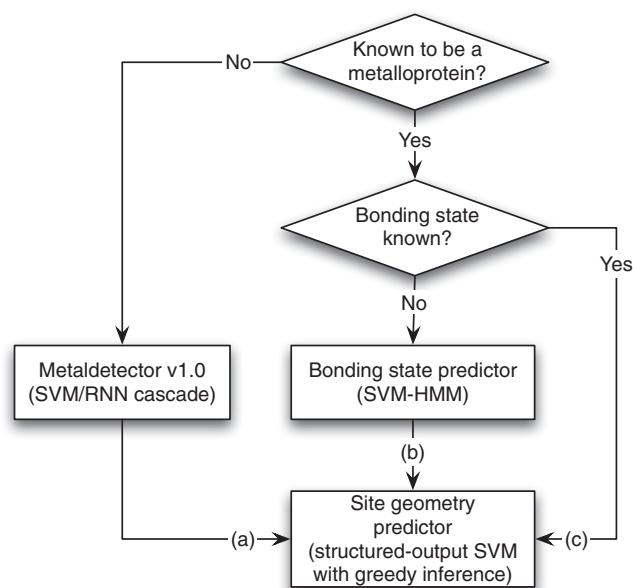 Known to be a
metalloprotein?
No
Yes
Bonding state
known?
Yes
No
Metaldetector v1.0
(SVM/RNN cascade)
Bonding state predictor
(SVM-HMM)
(b)
Site geometry
predictor
(structured-output SVM
with greedy inference)
(a)
(c)